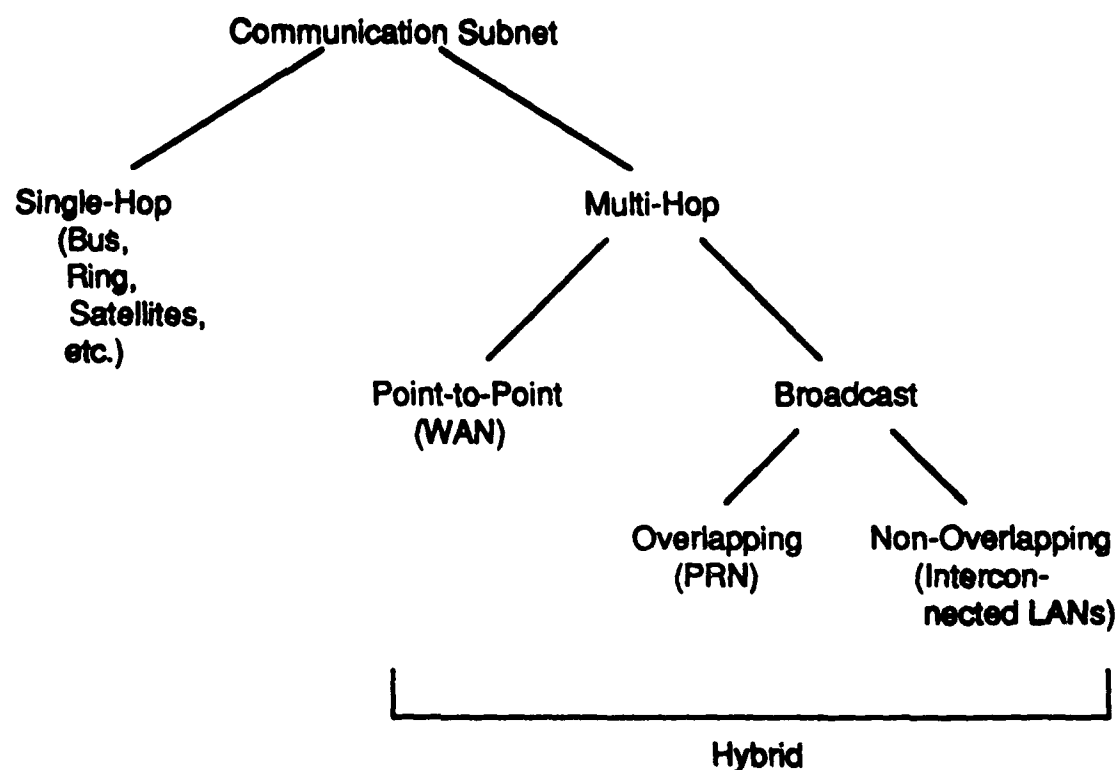 Communication Subnet
Single-Hop
(Bus,
Ring,
Satellites,
etc.)
Multi-Hop
Point-to-Point
(WAN)
Broadcast
Overlapping
(PRN)
Non-Overlapping
(Intercon-
nected LANs)
Hybrid